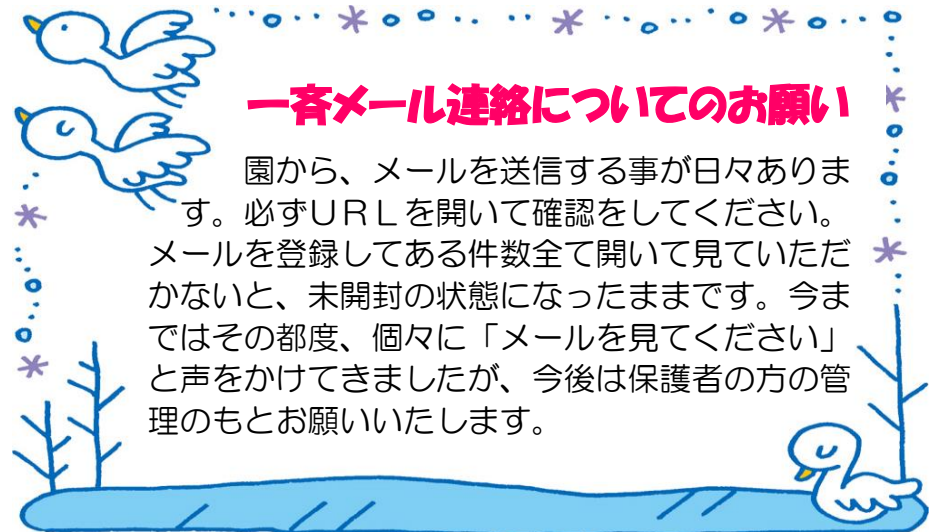 一斉メール連絡についてのお願い
園から、メールを送信する事が日々ありま
す。必ずＵＲＬを開いて確認をしてください。
メールを登録してある件数全て開いて見ていただ
かないと、未開封の状態になったままです。今ま
ではその都度、個々に「メールを見てください」
と声をかけてきましたが、今後は保護者の方の管
理のもとお願いいたします。